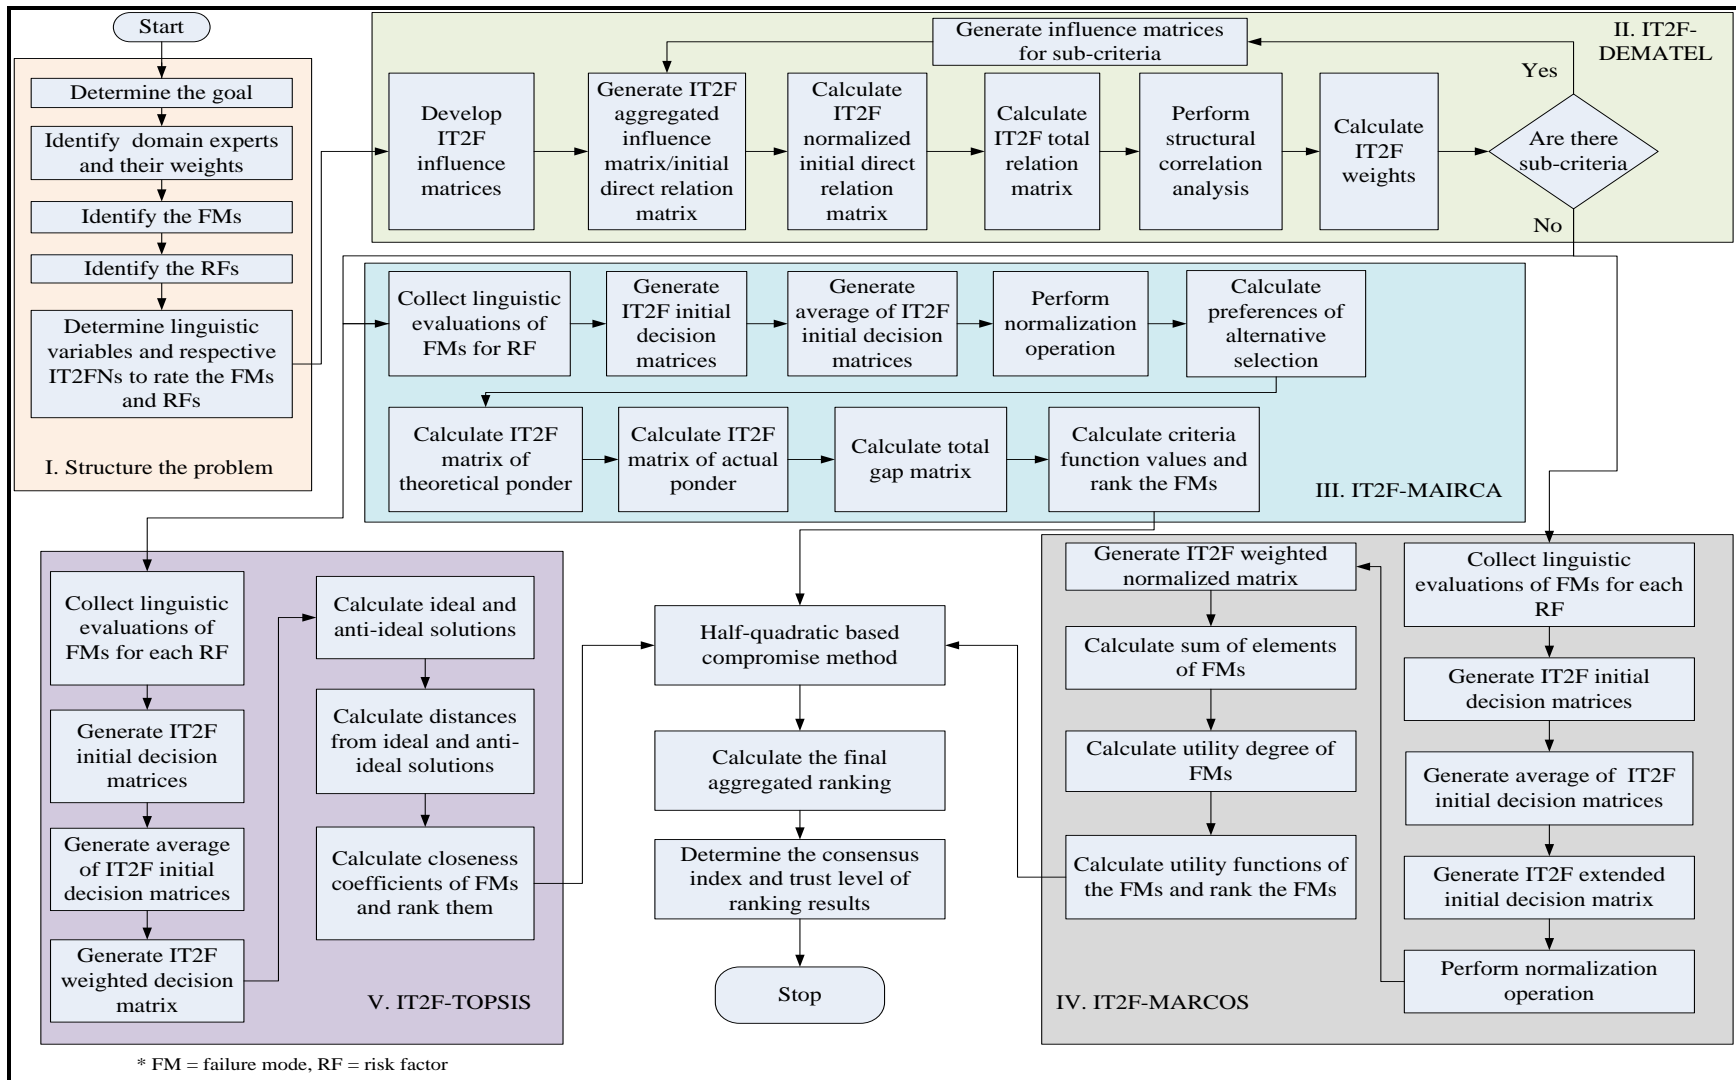 Start
Determine the goal
Identify domain experts
and their weights
Identify the FMs
Identify the RFs
Determine linguistic
variables and respective
IT2FNs to rate the FMs
and RFs
I. Structure the problem
II. IT2F-
DEMATEL
Generate influence matrices
for sub-criteria
Develop
IT2F
influence
matrices
Generate IT2F
aggregated
influence
matrix/initial
direct relation
matrix
Calculate
IT2F
normalized
initial direct
relation
matrix
Calculate
IT2F total
relation
matrix
Perform
structural
correlation
analysis
Calculate
IT2F
weights
Are there
sub-criteria
Yes
No
Collect linguistic
evaluations of
FMs for RF
Generate
IT2F initial
decision
matrices
Generate
average of IT2F
initial decision
matrices
Perform
normalization
operation
Calculate
preferences of
alternative
selection
Calculate IT2F
matrix of
theoretical ponder
Calculate IT2F
matrix of actual
ponder
Calculate total
gap matrix
Calculate criteria
function values and
rank the FMs
III. IT2F-MAIRCA
Collect linguistic
evaluations of
FMs for each RF
Generate IT2F
initial decision
matrices
Generate average
of IT2F initial
decision matrices
Generate IT2F
weighted decision
matrix
Calculate ideal and
anti-ideal solutions
Calculate distances
from ideal and anti-
ideal solutions
Calculate closeness
coefficients of FMs
and rank them
V. IT2F-TOPSIS
Half-quadratic based
compromise method
Calculate the final
aggregated ranking
Determine the consensus
index and trust level of
ranking results
Stop
Generate IT2F weighted
normalized matrix
Calculate sum of elements
of FMs
Calculate utility degree of
FMs
Calculate utility functions of
the FMs and rank the FMs
Collect linguistic
evaluations of FMs for each
RF
Generate IT2F initial
decision matrices
Generate average of IT2F
initial decision matrices
Generate IT2F extended
initial decision matrix
Perform normalization
operation
IV. IT2F-MARCOS
* FM = failure mode, RF = risk factor